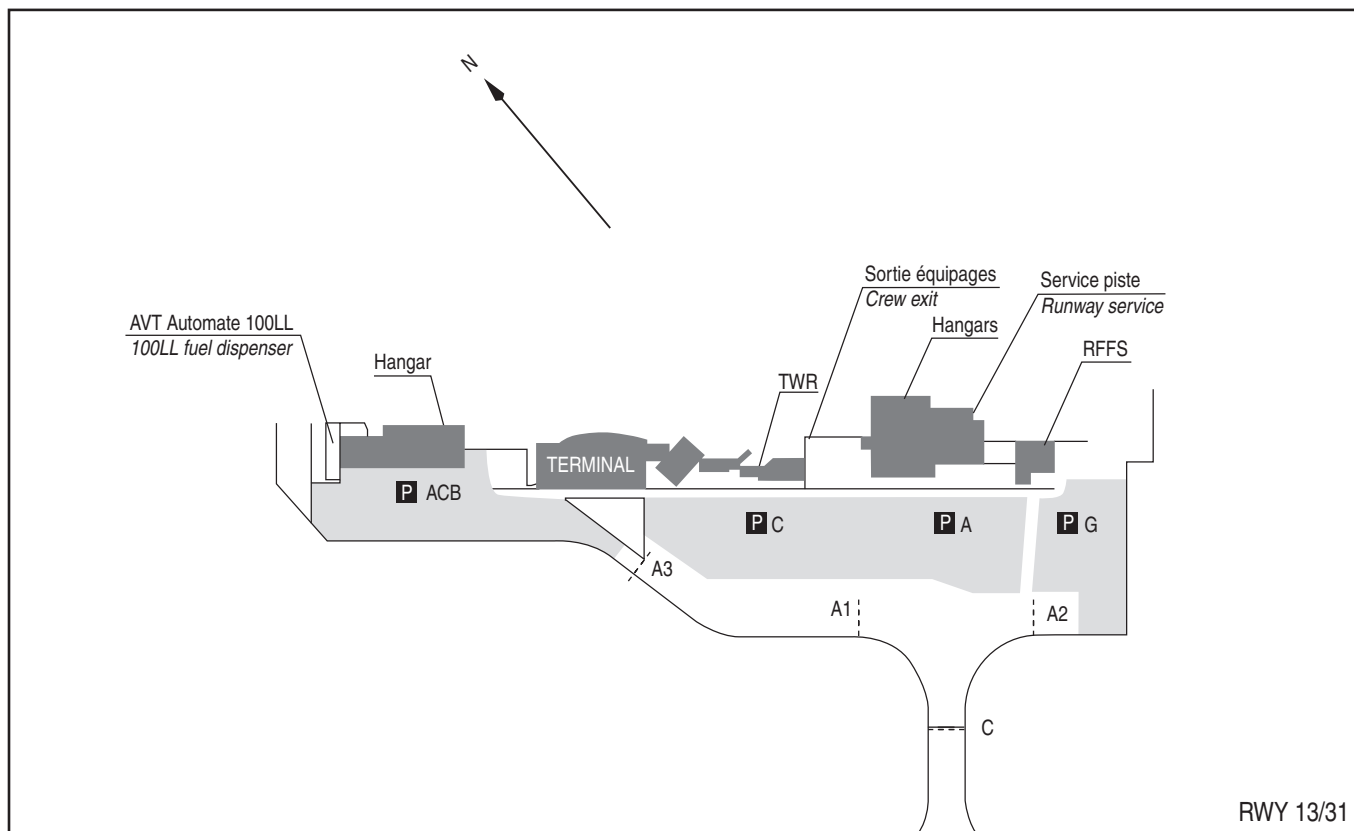 N
Sortie équipages
Crew exit
Service piste
Runway service
AVT Automate 100LL
100LL fuel dispenser
Hangars
Hangar
TWR
RFFS
TERMINAL
P ACB
P C
P A
P G
A3
A1
A2
C
RWY 13/31